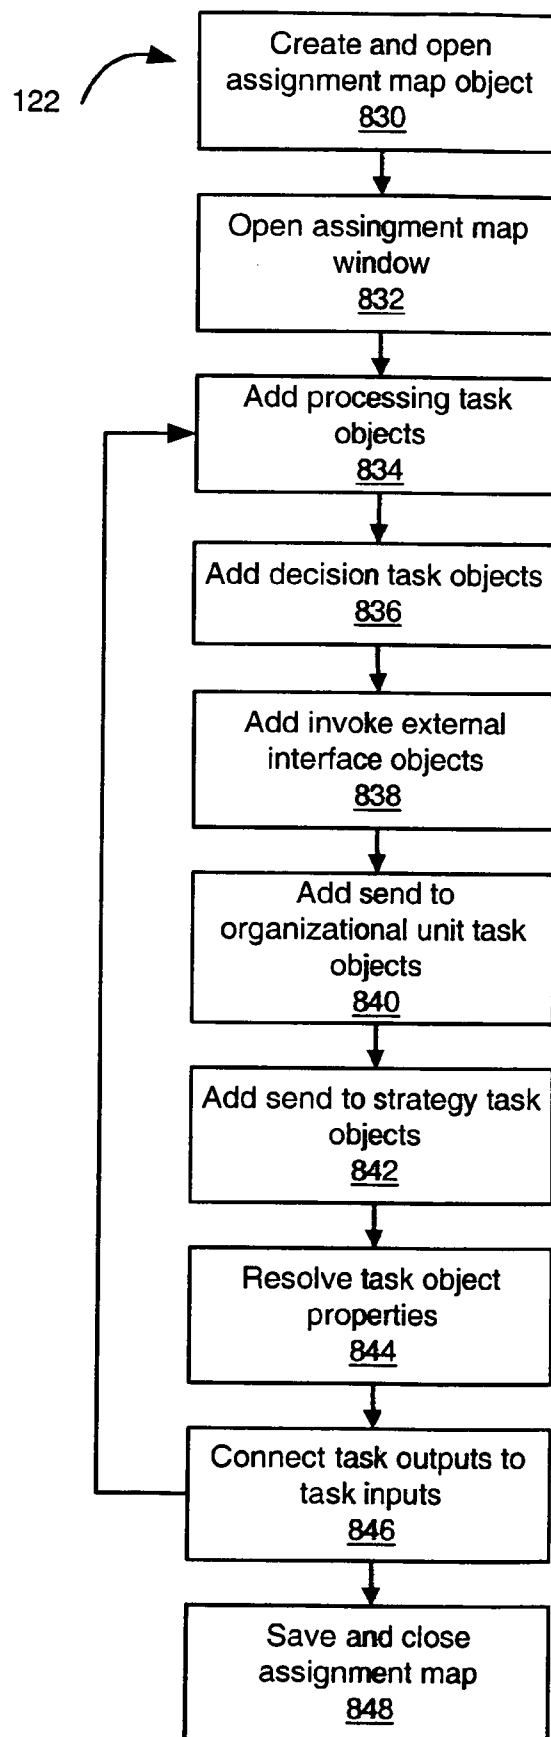 122
Create and open
assignment map object
830
Open assingment map
window
832
Add processing task
objects
834
Add decision task objects
836
Add invoke external
interface objects
838
Add send to
organizational unit task
objects
840
Add send to strategy task
objects
842
Resolve task object
properties
844
Connect task outputs to
task inputs
846
Save and close
assignment map
848